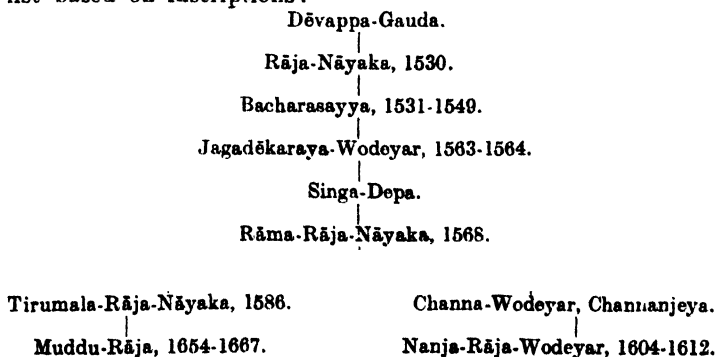 list based on inscriptions:
Dēvappa-Gauda.
Rāja-Nāyaka, 1530.
Bacharasayya, 1531-1549.
Jagadēkaraya-Wodeyar, 1563-1564.
Singa-Depa.
Rāma-Rāja-Nāyaka, 1568.
Tirumala-Rāja-Nāyaka, 1586. Channa-Wodeyar, Channanjeya.
Muddu-Rāja, 1654-1667. Nanja-Rāja-Wodeyar, 1604-1612.